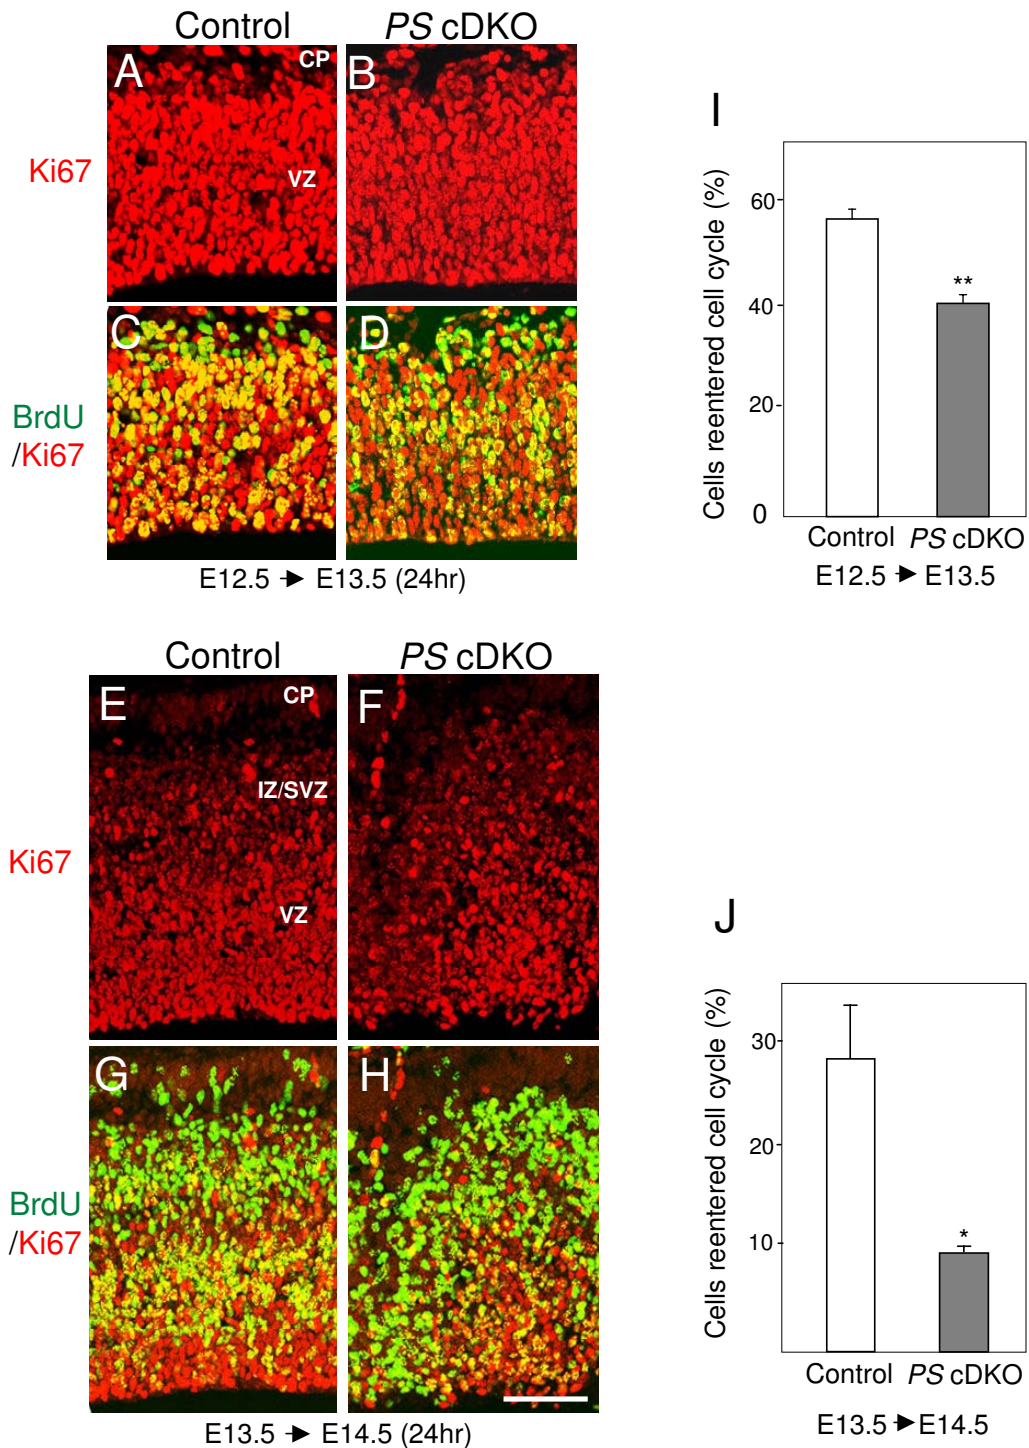 Control
PS cDKO
A
CP
B
Ki67
VZ
C
D
BrdU
/Ki67
E12.5 ➤ E13.5 (24hr)
I
Cells reentered cell cycle (%)
60
40
20
0
**
Control PS cDKO
E12.5 ➤ E13.5
Control
PS cDKO
E
CP
F
IZ/SVZ
Ki67
VZ
G
H
BrdU
/Ki67
E13.5 ➤ E14.5 (24hr)
J
Cells reentered cell cycle (%)
30
20
10
*
Control PS cDKO
E13.5 ➤ E14.5